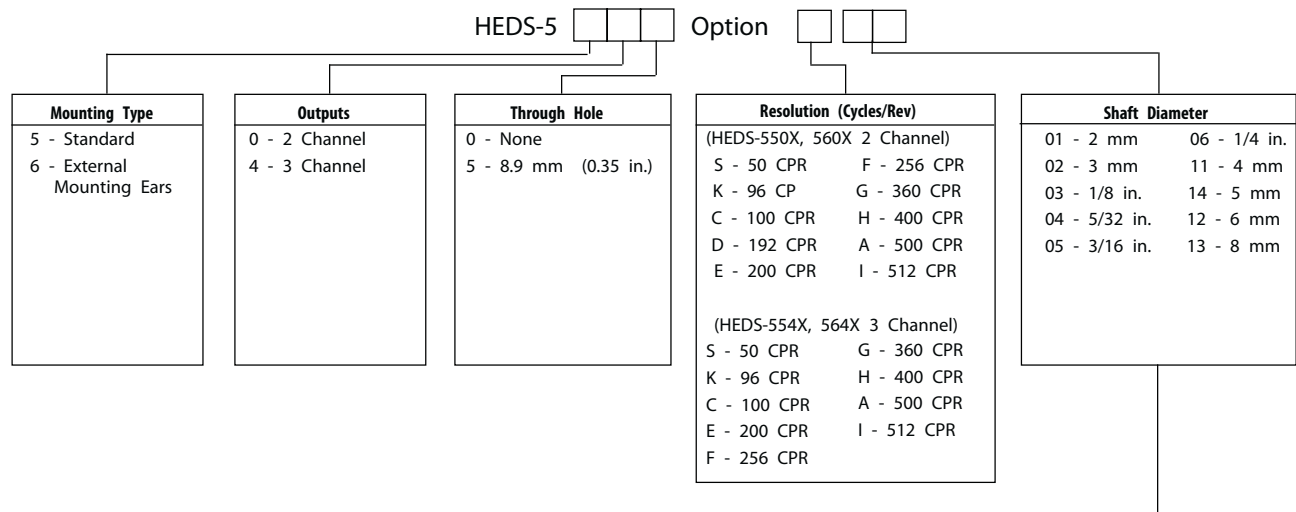 HEDS-5 Option
Mounting Type
5 - Standard
6 - External
Mounting Ears
Outputs
0 - 2 Channel
4 - 3 Channel
Through Hole
0 - None
5 - 8.9 mm (0.35 in.)
Resolution (Cycles/Rev)
(HEDS-550X, 560X 2 Channel)
S - 50 CPR F - 256 CPR
K - 96 CP G - 360 CPR
C - 100 CPR H - 400 CPR
D - 192 CPR A - 500 CPR
E - 200 CPR I - 512 CPR
(HEDS-554X, 564X 3 Channel)
S - 50 CPR G - 360 CPR
K - 96 CPR H - 400 CPR
C - 100 CPR A - 500 CPR
E - 200 CPR I - 512 CPR
F - 256 CPR
Shaft Diameter
01 - 2 mm 06 - 1/4 in.
02 - 3 mm 11 - 4 mm
03 - 1/8 in. 14 - 5 mm
04 - 5/32 in. 12 - 6 mm
05 - 3/16 in. 13 - 8 mm